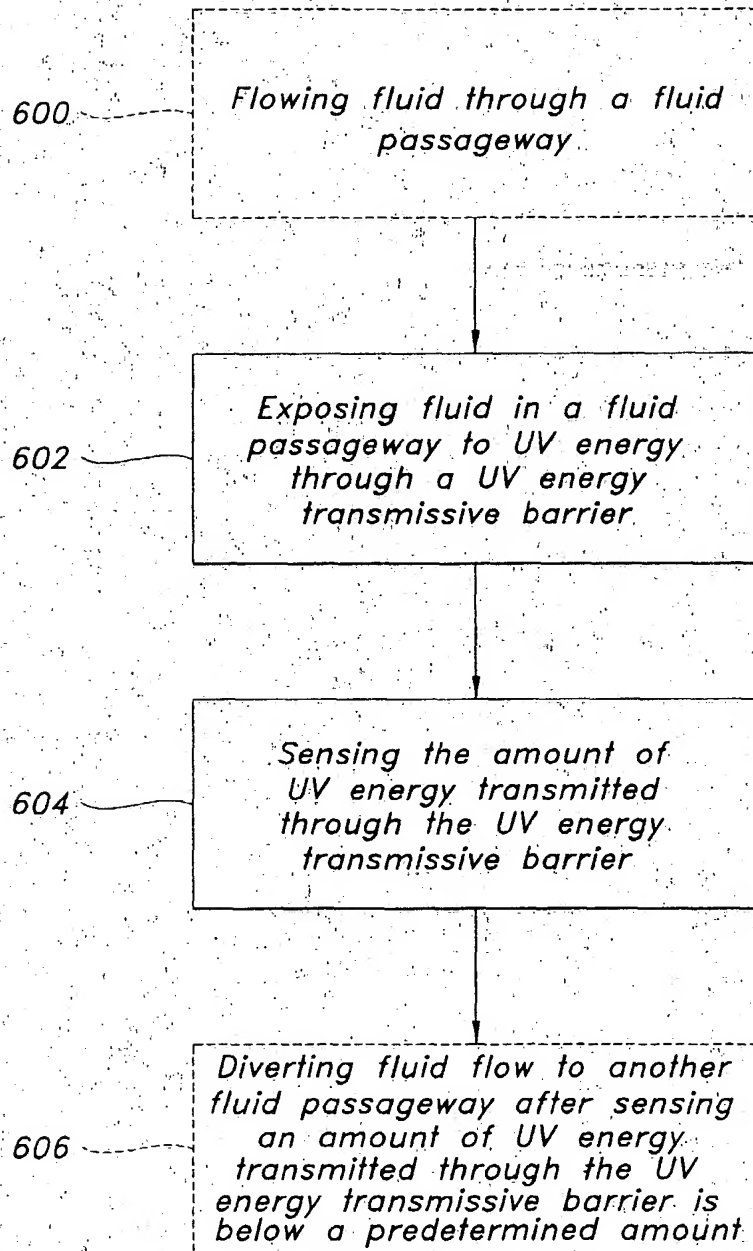 600
Flowing fluid through a fluid
passageway
602
Exposing fluid in a fluid
passageway to UV energy
through a UV energy
transmissive barrier
604
Sensing the amount of
UV energy transmitted
through the UV energy
transmissive barrier
606
Diverting fluid flow to another
fluid passageway after sensing
an amount of UV energy
transmitted through the UV
energy transmissive barrier is
below a predetermined amount